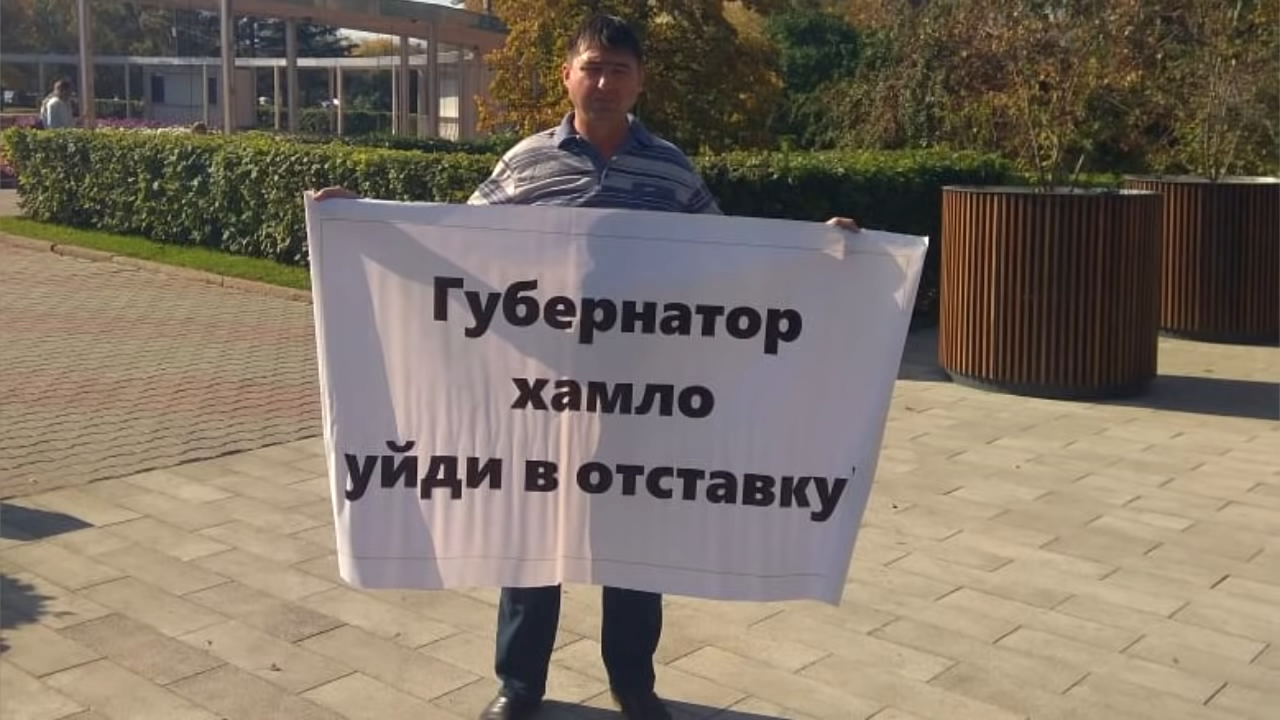 Губернатор
хамло
уйди в отставку